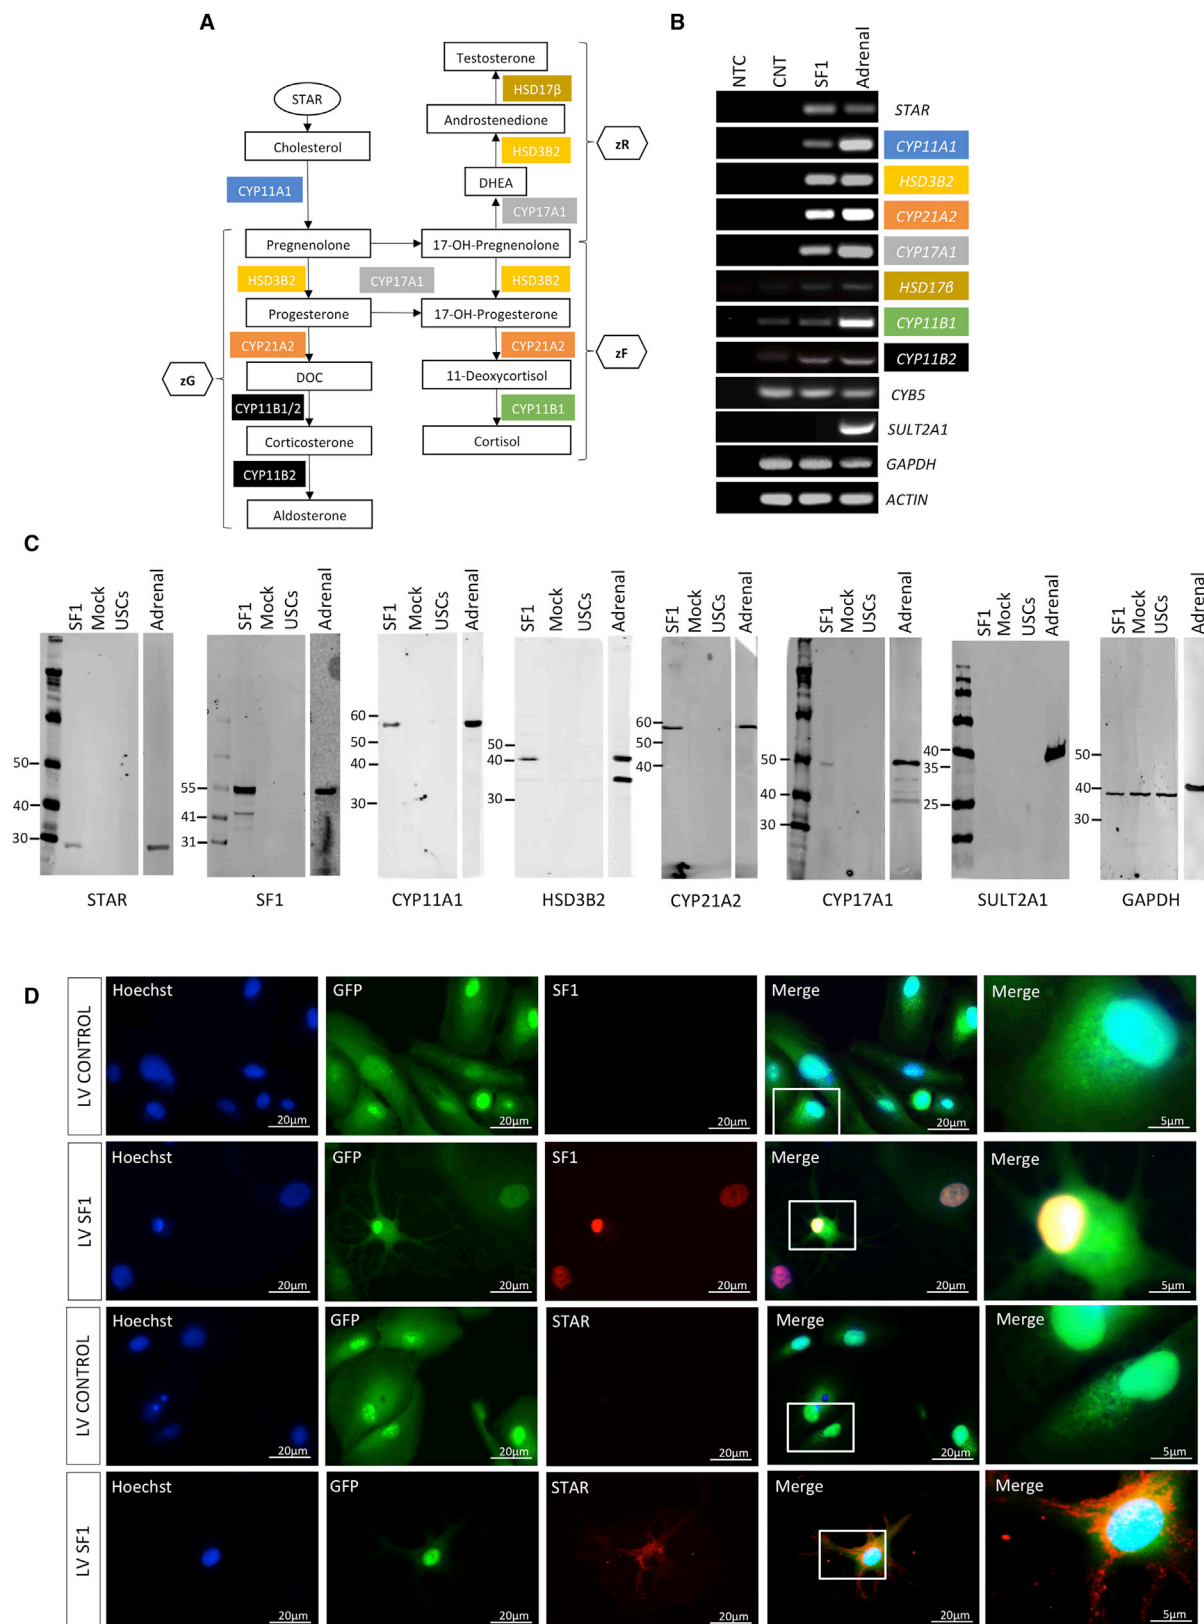 A
STAR
Cholesterol
CYP11A1
Pregnenolone
HSD3B2
Progesterone
CYP21A2
DOC
CYP11B1/2
Corticosterone
CYP11B2
Aldosterone
zG
Testosterone
HSD17β
Androstenedione
HSD3B2
DHEA
CYP17A1
17-OH-Pregnenolone
CYP17A1
HSD3B2
17-OH-Progesterone
CYP21A2
11-Deoxycortisol
CYP11B1
Cortisol
zR
zF
B
NTC CNT SF1 Adrenal
STAR
CYP11A1
HSD3B2
CYP21A2
CYP17A1
HSD17β
CYP11B1
CYP11B2
CYB5
SULT2A1
GAPDH
ACTIN
C
SF1 Mock USCs Adrenal
50
40
30
STAR
SF1 Mock USCs Adrenal
55
41
31
SF1
SF1 Mock USCs Adrenal
60
50
40
30
CYP11A1
SF1 Mock USCs Adrenal
50
40
30
HSD3B2
SF1 Mock USCs Adrenal
60
50
40
CYP21A2
SF1 Mock USCs Adrenal
50
40
30
CYP17A1
SF1 Mock USCs Adrenal
40
35
25
SULT2A1
SF1 Mock USCs Adrenal
50
40
30
GAPDH
D
LV CONTROL
Hoechst GFP SF1 Merge Merge
20µm 20µm 20µm 20µm 5µm
LV SF1
Hoechst GFP SF1 Merge Merge
20µm 20µm 20µm 20µm 5µm
LV CONTROL
Hoechst GFP STAR Merge Merge
20µm 20µm 20µm 20µm 5µm
LV SF1
Hoechst GFP STAR Merge Merge
20µm 20µm 20µm 20µm 5µm